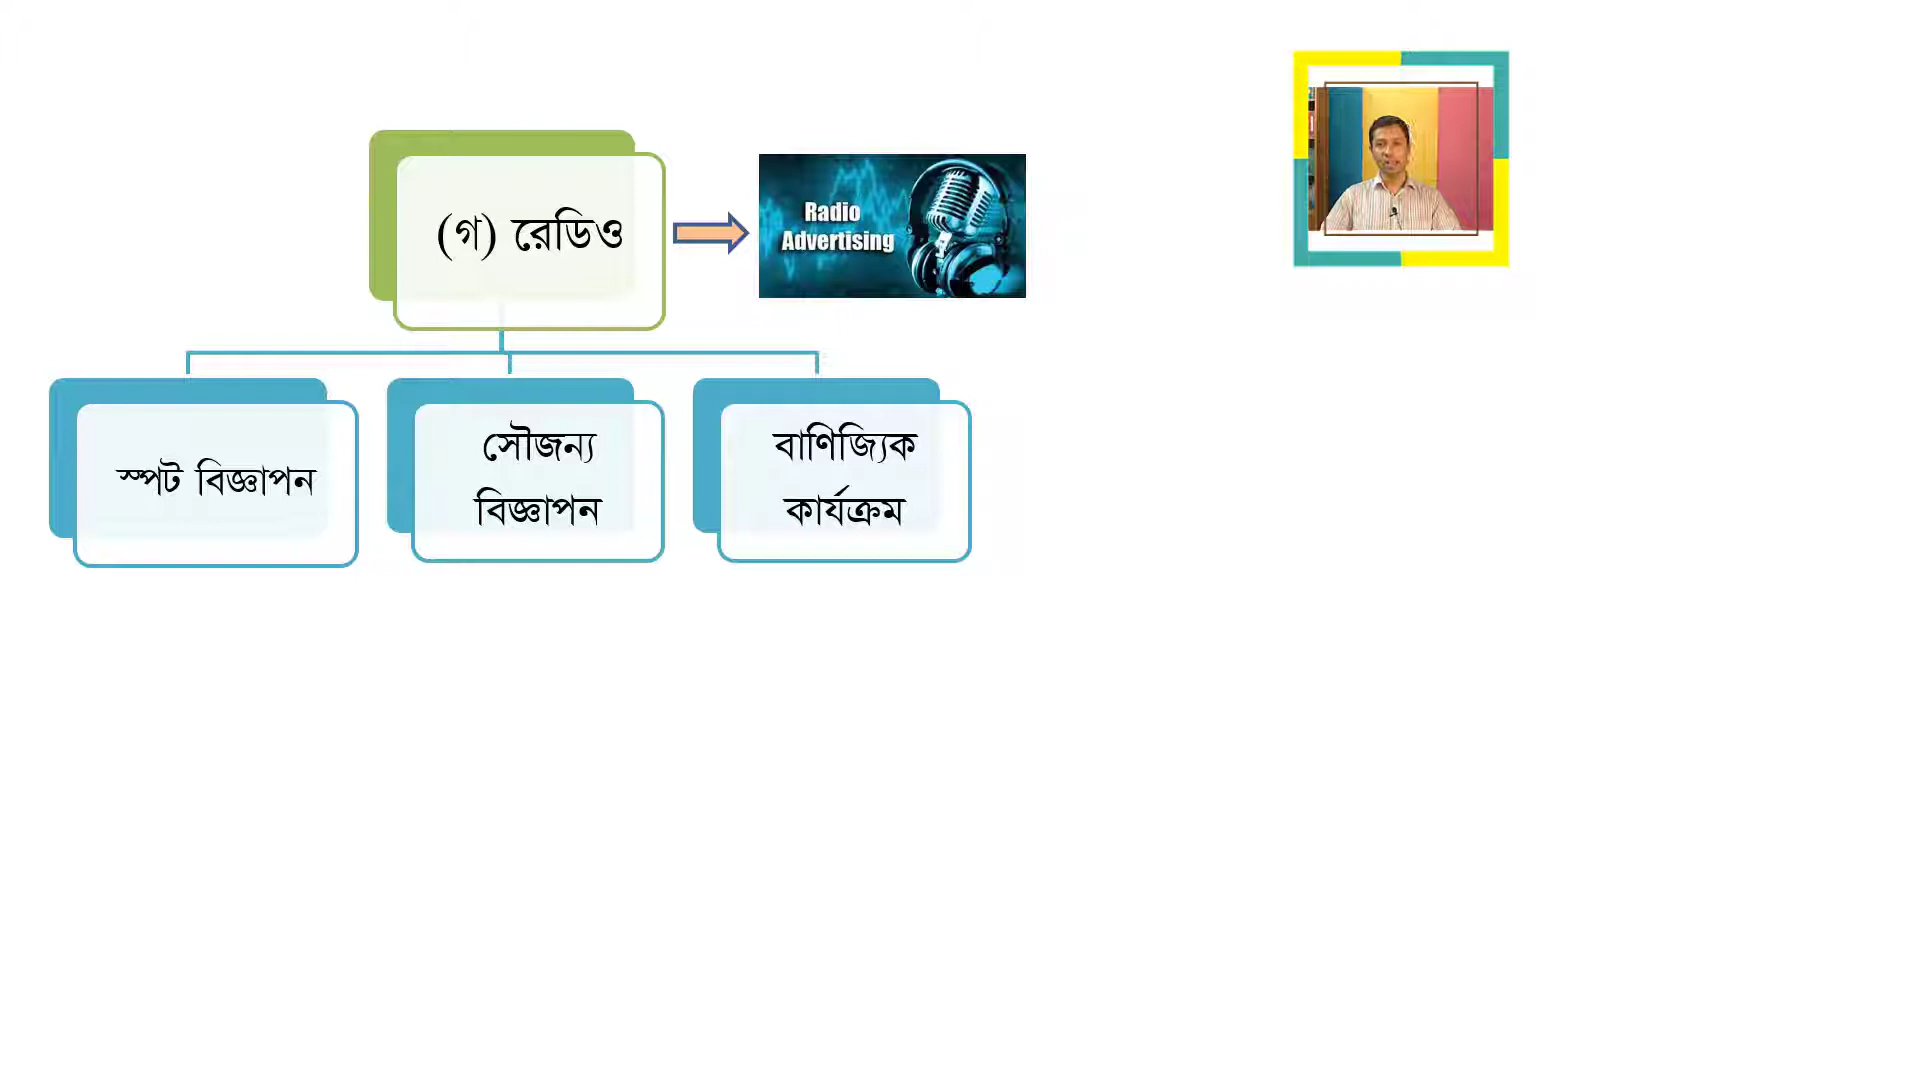 (গ) রেডিও
Radio
Advertising
স্পট বিজ্ঞাপন
সৌজন্য
বিজ্ঞাপন
বাণিজ্যিক
কার্যক্রম